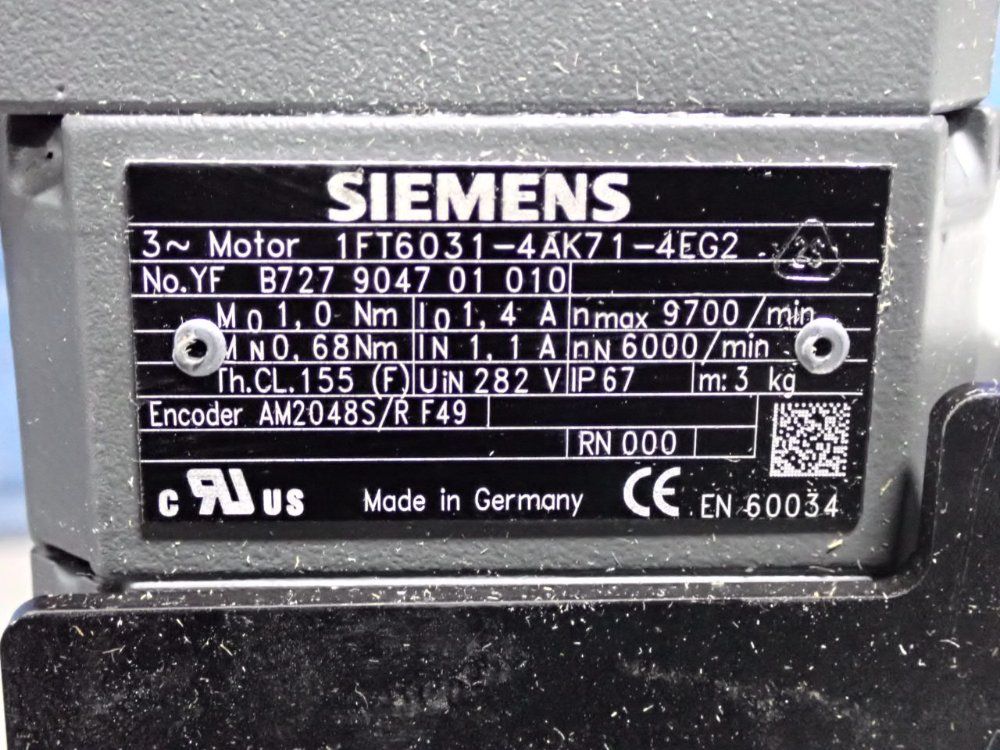 SIEMENS
3~ Motor 1FT6031-4AK71-4EG2
No.YF B727 9047 01 010
M0 1,0 Nm I0 1,4 A nmax 9700/min
MN 0,68Nm IN 1,1 A nN 6000/min
Th.CL.155 (F) UiN 282 V IP 67 m: 3 kg
Encoder AM2048S/R F49
RN 000
C RU US Made in Germany CE EN 60034